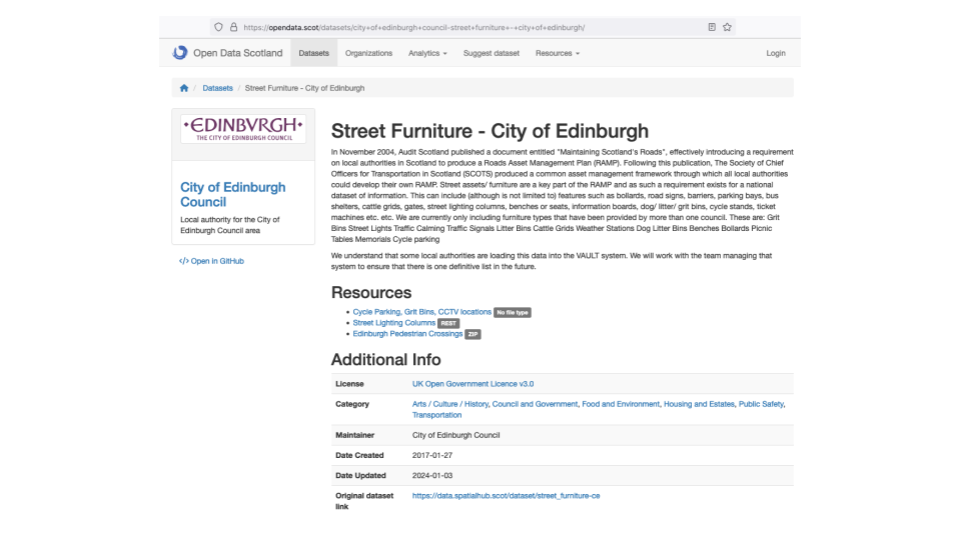 https://opendata.scot/datasets/city+of+edinburgh+council-street+furniture+-+city+of+edinburgh/
Open Data Scotland Datasets Organizations Analytics Suggest dataset Resources Login
Datasets / Street Furniture - City of Edinburgh
•EDINBVRGH•
THE CITY OF EDINBURGH COUNCIL
City of Edinburgh
Council
Local authority for the City of
Edinburgh Council area
</> Open in GitHub
Street Furniture - City of Edinburgh
In November 2004, Audit Scotland published a document entitled "Maintaining Scotland's Roads", effectively introducing a requirement
on local authorities in Scotland to produce a Roads Asset Management Plan (RAMP). Following this publication, The Society of Chief
Officers for Transportation in Scotland (SCOTS) produced a common asset management framework through which all local authorities
could develop their own RAMP. Street assets/ furniture are a key part of the RAMP and as such a requirement exists for a national
dataset of information. This can include (although is not limited to) features such as bollards, road signs, barriers, parking bays, bus
shelters, cattle grids, gates, street lighting columns, benches or seats, information boards, dog/ litter/ grit bins, cycle stands, ticket
machines etc. etc. We are currently only including furniture types that have been provided by more than one council. These are: Grit
Bins Street Lights Traffic Calming Traffic Signals Litter Bins Cattle Grids Weather Stations Dog Litter Bins Benches Bollards Picnic
Tables Memorials Cycle parking
We understand that some local authorities are loading this data into the VAULT system. We will work with the team managing that
system to ensure that there is one definitive list in the future.
Resources
• Cycle Parking, Grit Bins, CCTV locations No file type
• Street Lighting Columns REST
• Edinburgh Pedestrian Crossings ZIP
Additional Info
License UK Open Government Licence v3.0
Category Arts / Culture / History, Council and Government, Food and Environment, Housing and Estates, Public Safety,
Transportation
Maintainer City of Edinburgh Council
Date Created 2017-01-27
Date Updated 2024-01-03
Original dataset https://data.spatialhub.scot/dataset/street_furniture-ce
link